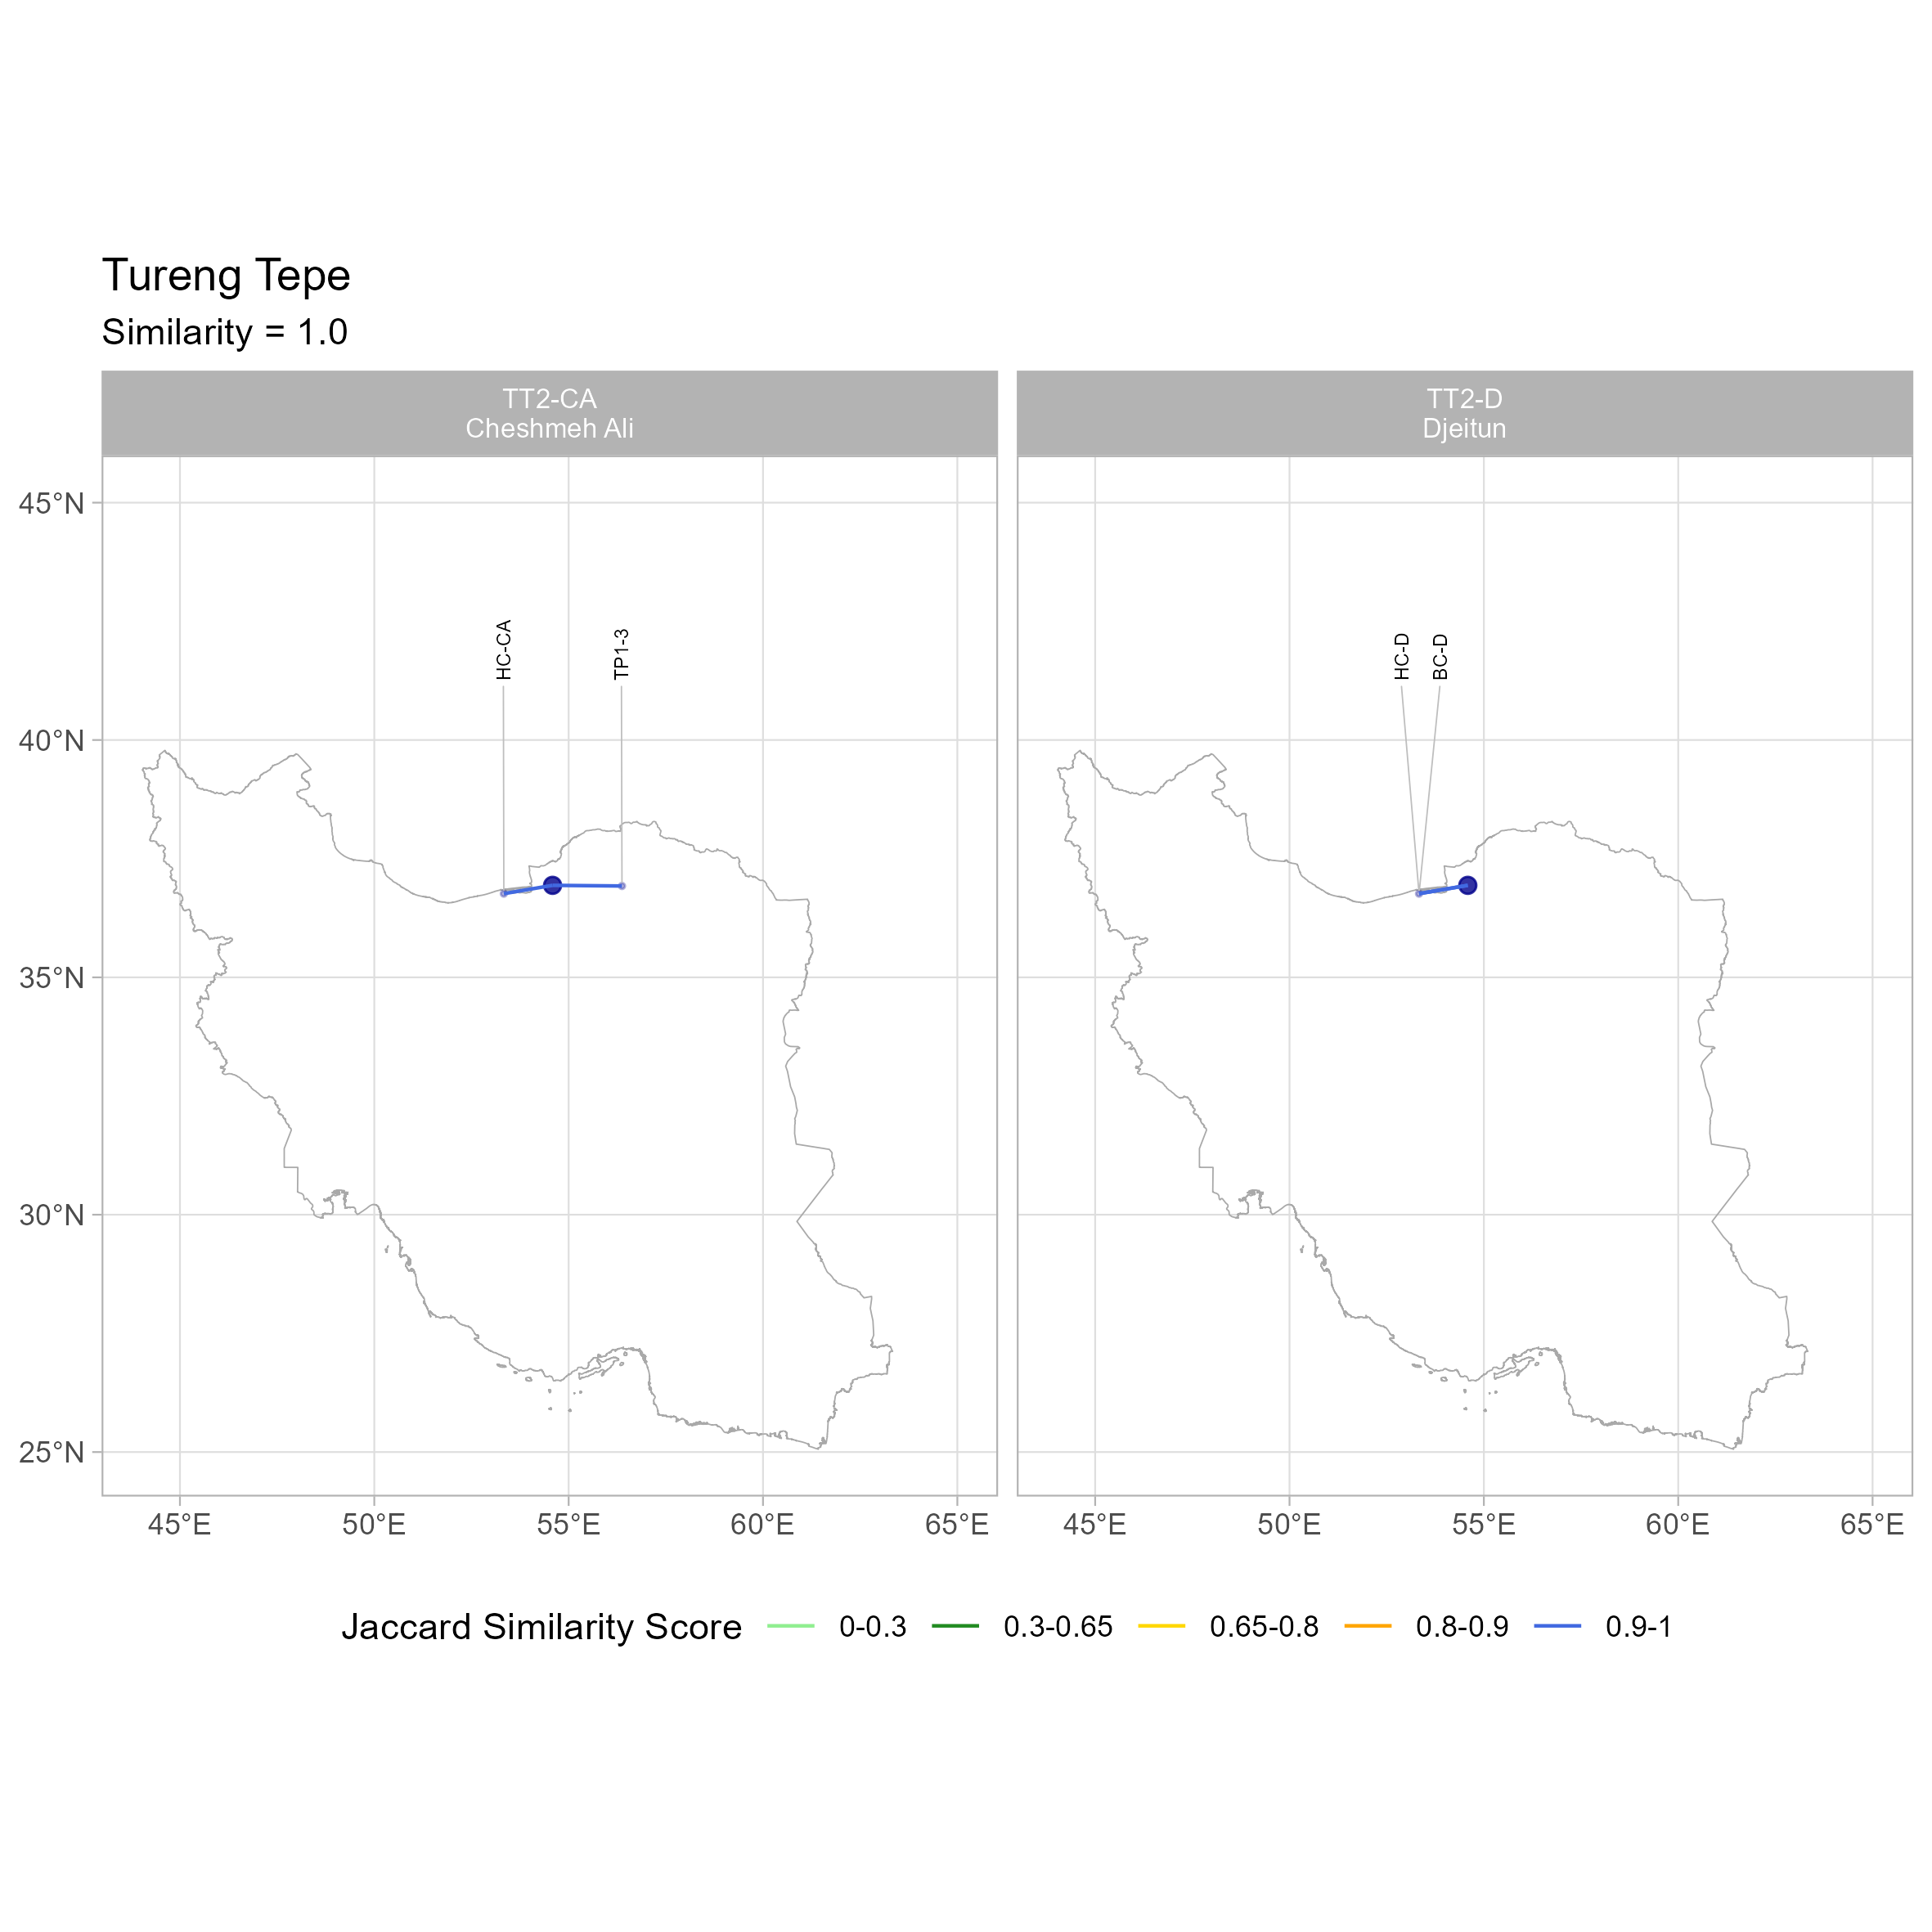 Tureng Tepe
Similarity = 1.0
TT2-CA
Cheshmeh Ali
TT2-D
Djeitun
HC-CA
TP1-3
HC-D
BC-D
45°N
40°N
35°N
30°N
25°N
45°E 50°E 55°E 60°E 65°E
45°E 50°E 55°E 60°E 65°E
Jaccard Similarity Score 0-0.3 0.3-0.65 0.65-0.8 0.8-0.9 0.9-1